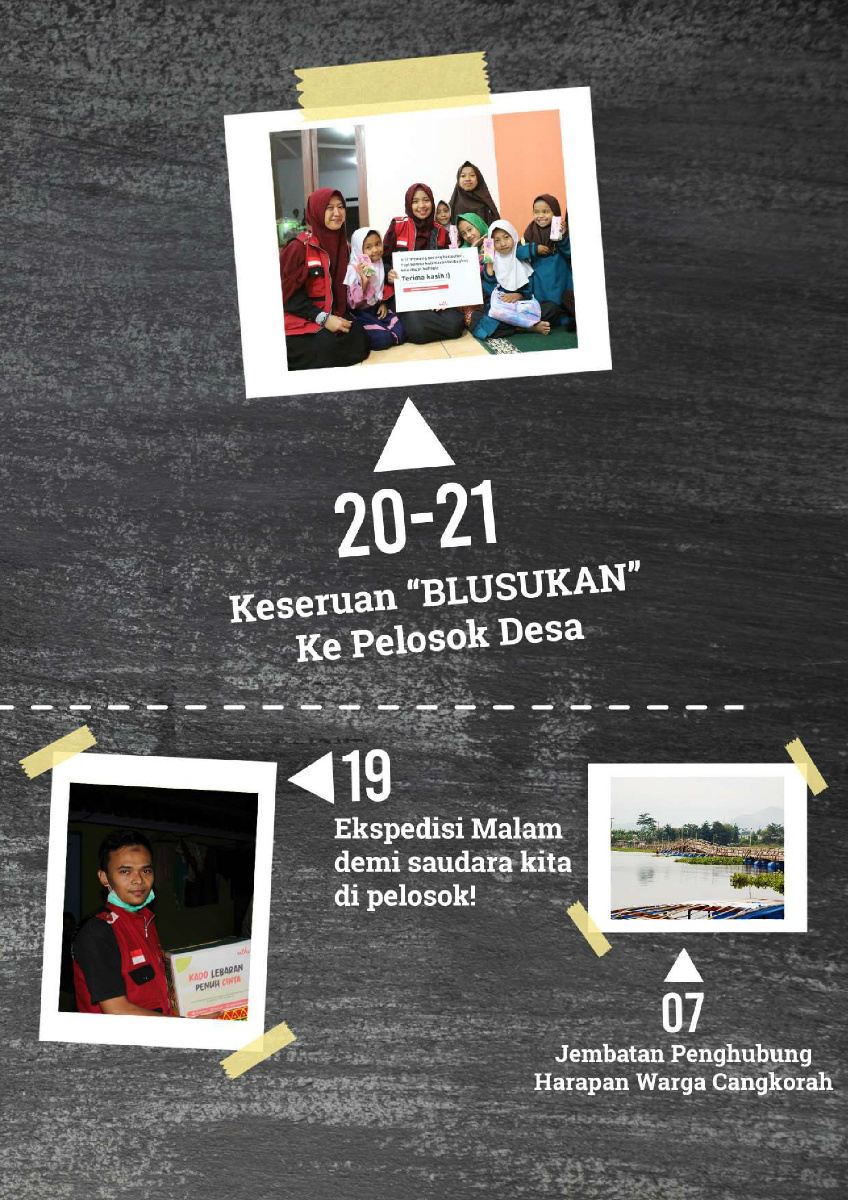 Terima kasih :)
20-21
Keseruan “BLUSUKAN”
Ke Pelosok Desa
19
Ekspedisi Malam
demi saudara kita
di pelosok!
KADO LEBARAN
PENUH CINTA
07
Jembatan Penghubung
Harapan Warga Cangkorah